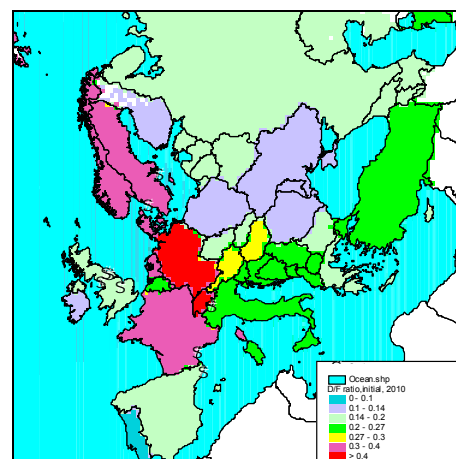 Ocean.shp
D/F ratio,initial, 2010
0 - 0.1
0.1 - 0.14
0.14 - 0.2
0.2 - 0.27
0.27 - 0.3
0.3 - 0.4
> 0.4